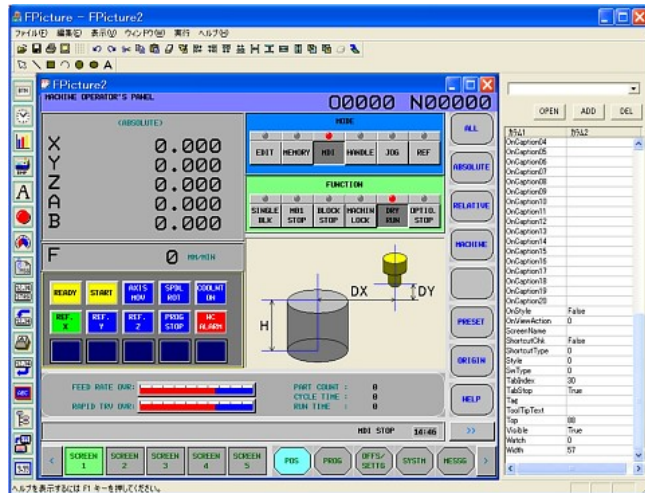 FPicture - FPicture2
ファイル(F) 編集(E) 表示(V) ウィンドウ(W) 実行 ヘルプ(H)
FPicture2
MACHINE OPERATOR'S PANEL
O0000 N00000
(ABSOLUTE)
X 0.000
Y 0.000
Z 0.000
A 0.000
B 0.000
F 0 MM/MIN
MODE
EDIT MEMORY MDI HANDLE JOG REF
FUNCTION
SINGLE BLK M01 STOP BLOCK STOP MACHIN LOCK DRY RUN OPTIO. STOP
READY START AXIS MOV SPDL ROT COOLNT ON
REF. X REF. Y REF. Z PROG STOP NC ALARM
DX DY
H
FEED RATE OVR:
RAPID TRV OVR:
PART COUNT : 0
CYCLE TIME : 0
RUN TIME : 0
MDI STOP 14:46
ALL
ABSOLUTE
RELATIVE
MACHINE
PRESET
ORIGIN
HELP
>>
< SCREEN 1 SCREEN 2 SCREEN 3 SCREEN 4 SCREEN 5 POS PROG OFFS/SETTG SYSTM MESSG >
OPEN ADD DEL
カラム1 カラム2
OnCaption04
OnCaption05
OnCaption06
OnCaption07
OnCaption08
OnCaption09
OnCaption10
OnCaption11
OnCaption12
OnCaption13
OnCaption14
OnCaption15
OnCaption16
OnCaption17
OnCaption18
OnCaption19
OnCaption20
OnStyle False
OnViewAction 0
ScreenName
ShortcutChk False
ShortcutType 0
Style 0
SwType 0
TabIndex 30
TabStop True
Tag
ToolTipText
Top 88
Visible True
Watch 0
Width 57
ヘルプを表示するには F1 キーを押してください。